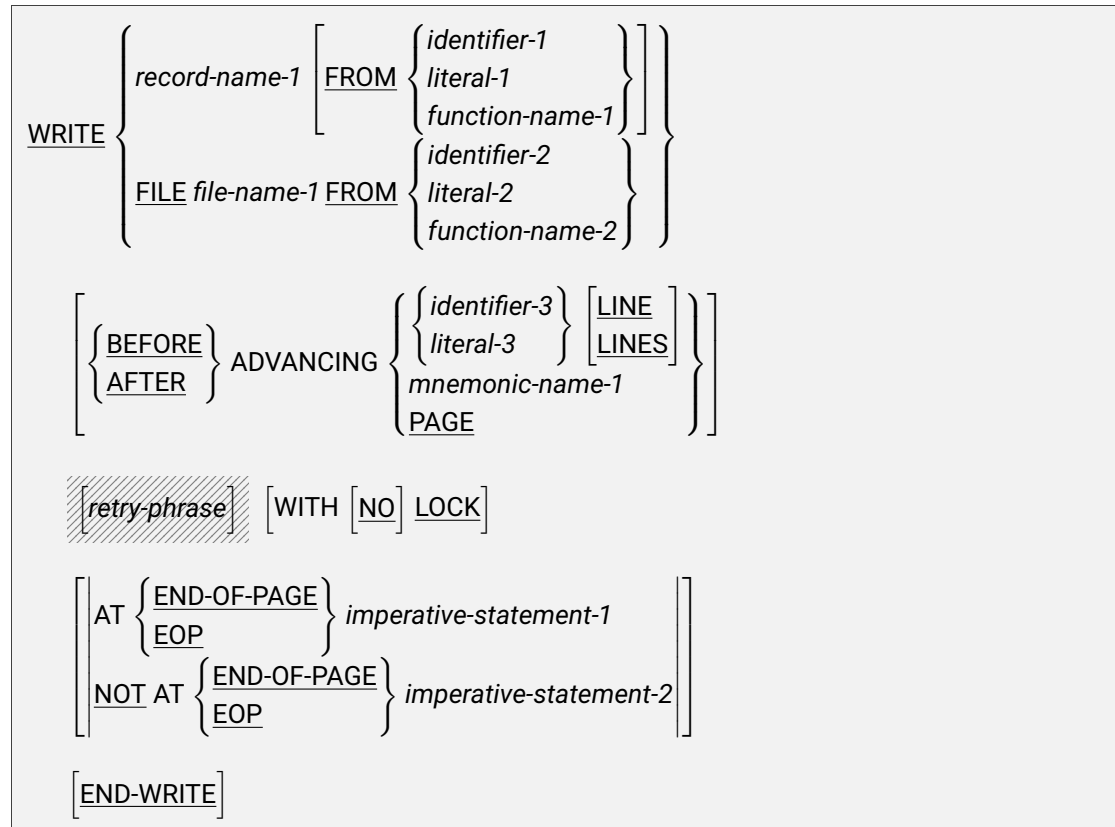 identifier-1
record-name-1 FROM literal-1
function-name-1
WRITE
identifier-2
FILE file-name-1 FROM literal-2
function-name-2
identifier-3 LINE
literal-3 LINES
BEFORE
AFTER
ADVANCING
mnemonic-name-1
PAGE
retry-phrase WITH NO LOCK
END-OF-PAGE
AT imperative-statement-1
EOP
END-OF-PAGE
NOT AT imperative-statement-2
EOP
END-WRITE